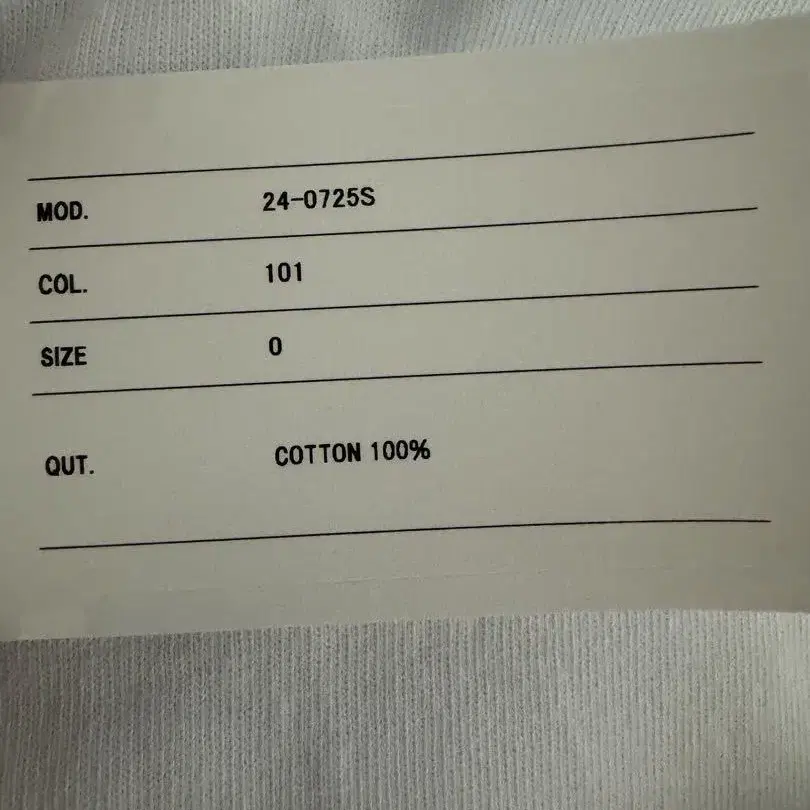 MOD. 24-0725S
COL. 101
SIZE 0
QUT. COTTON 100%